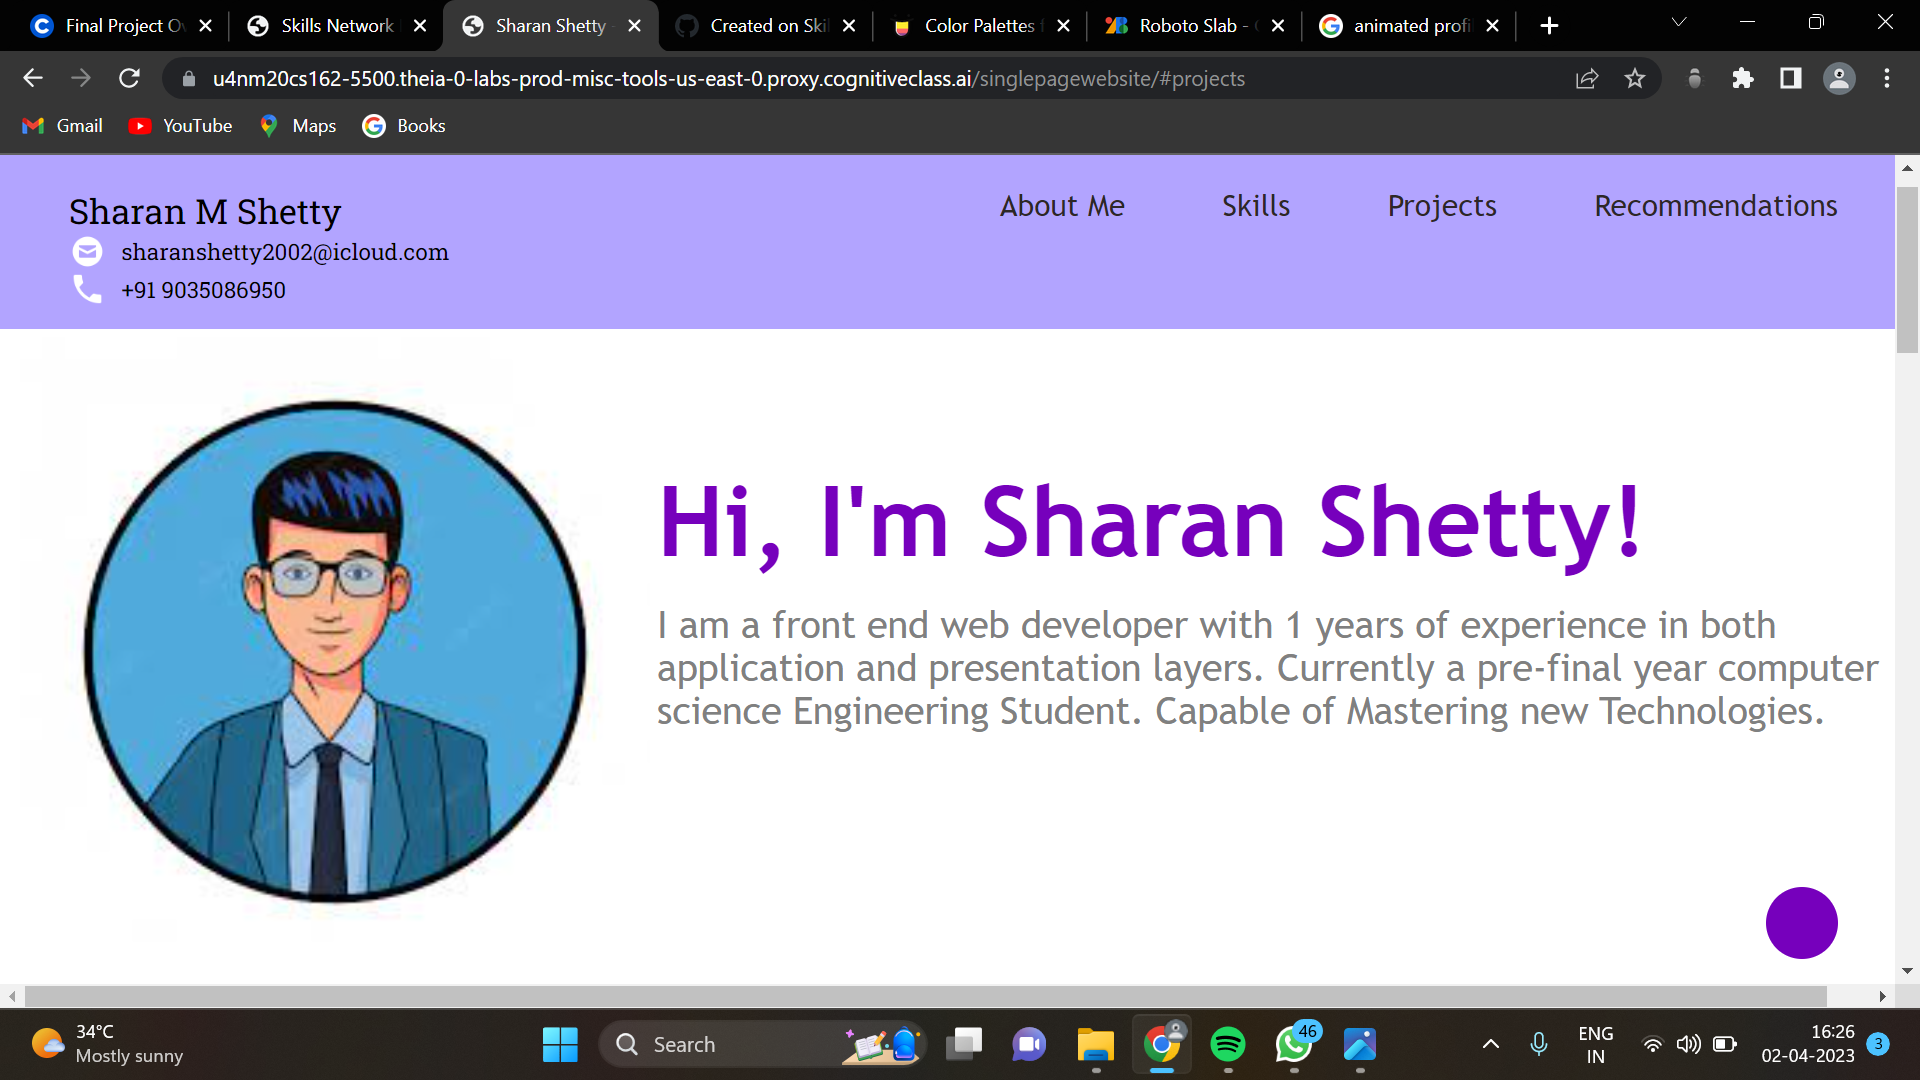 Final Project Ov
Skills Network
Sharan Shetty -
Created on Skil
Color Palettes f
Roboto Slab - G
animated profil
u4nm20cs162-5500.theia-0-labs-prod-misc-tools-us-east-0.proxy.cognitiveclass.ai/singlepagewebsite/#projects
Gmail
YouTube
Maps
Books
Sharan M Shetty
sharanshetty2002@icloud.com
+91 9035086950
About Me
Skills
Projects
Recommendations
Hi, I'm Sharan Shetty!
I am a front end web developer with 1 years of experience in both
application and presentation layers. Currently a pre-final year computer
science Engineering Student. Capable of Mastering new Technologies.
34°C
Mostly sunny
Search
46
ENG
IN
16:26
02-04-2023
3